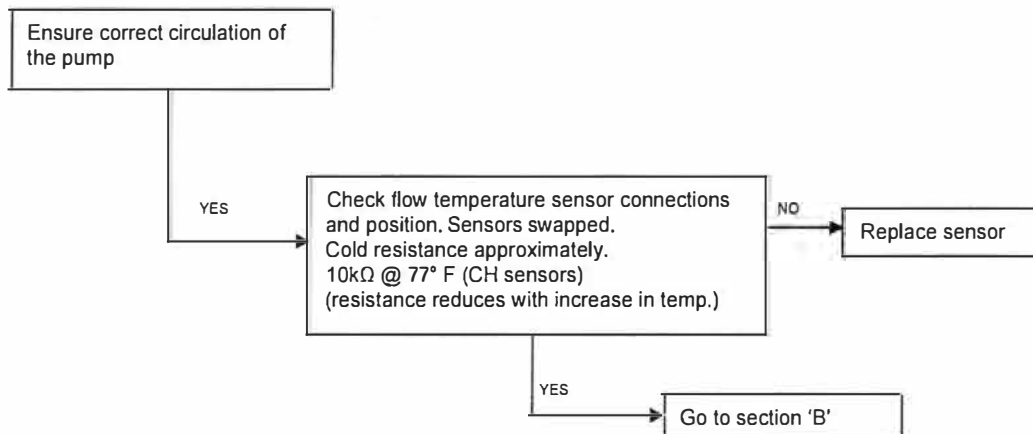 Ensure correct circulation of
the pump
YES
Check flow temperature sensor connections
and position. Sensors swapped.
Cold resistance approximately.
10kΩ @ 77° F (CH sensors)
(resistance reduces with increase in temp.)
NO
Replace sensor
YES
Go to section 'B'